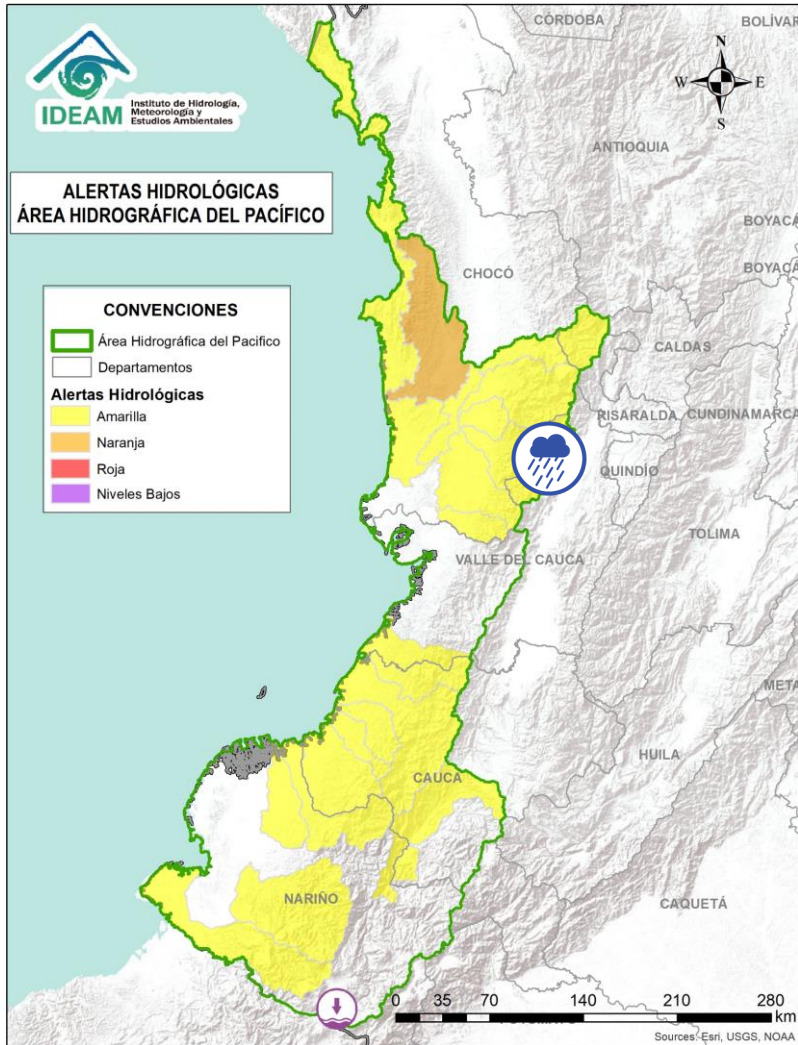 CÓRDOBA
BOLÍVAR
IDEAM
Instituto de Hidrología,
Meteorología y
Estudios Ambientales
N
W
E
S
ANTIOQUIA
ALERTAS HIDROLÓGICAS
ÁREA HIDROGRÁFICA DEL PACÍFICO
BOYACÁ
BOYACÁ
CHOCÓ
CONVENCIONES
Área Hidrográfica del Pacifico
Departamentos
Alertas Hidrológicas
Amarilla
Naranja
Roja
Niveles Bajos
CALDAS
RISARALDA
CUNDINAMARCA
QUINDÍO
TOLIMA
VALLE DEL CAUCA
META
HUILA
CAUCA
NARIÑO
CAQUETÁ
0 35 70 140 210 280
km
Sources: Esri, USGS, NOAA